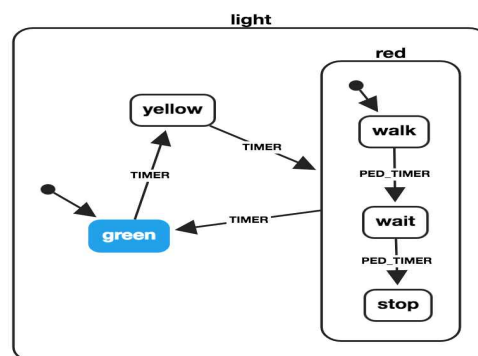 light
red
yellow
walk
TIMER
PED_TIMER
TIMER
TIMER
wait
green
PED_TIMER
stop